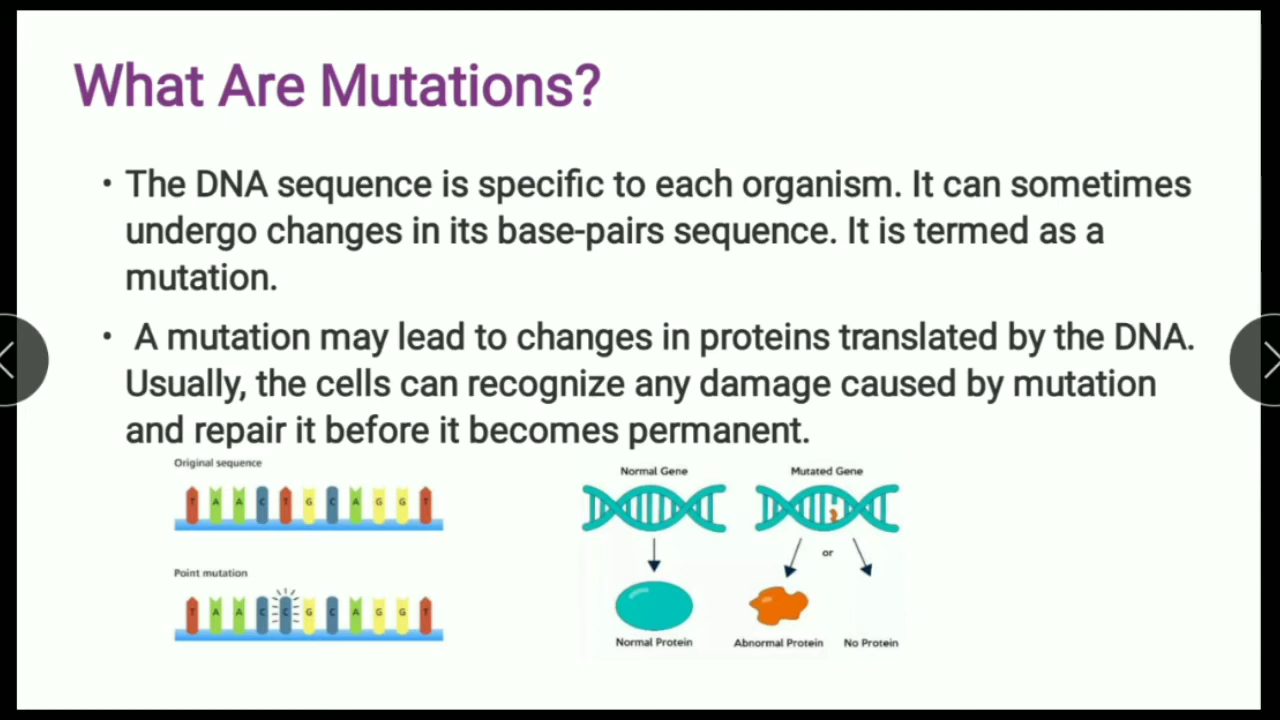 What Are Mutations?
• The DNA sequence is specific to each organism. It can sometimes
undergo changes in its base-pairs sequence. It is termed as a
mutation.
• A mutation may lead to changes in proteins translated by the DNA.
Usually, the cells can recognize any damage caused by mutation
and repair it before it becomes permanent.
Original sequence
T A A C T G C A G G T
Point mutation
T A A C C G C A G G T
Normal Gene
Mutated Gene
or
Normal Protein
Abnormal Protein
No Protein